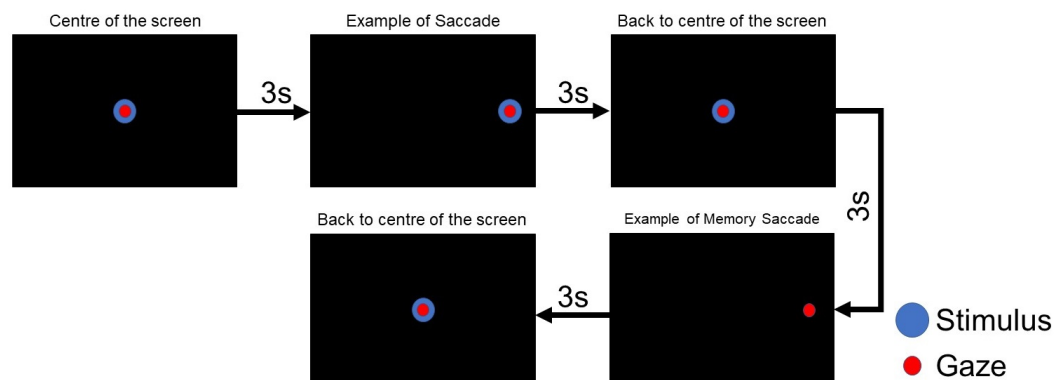 Centre of the screen
Example of Saccade
Back to centre of the screen
3s
3s
3s
Back to centre of the screen
Example of Memory Saccade
3s
Stimulus
Gaze